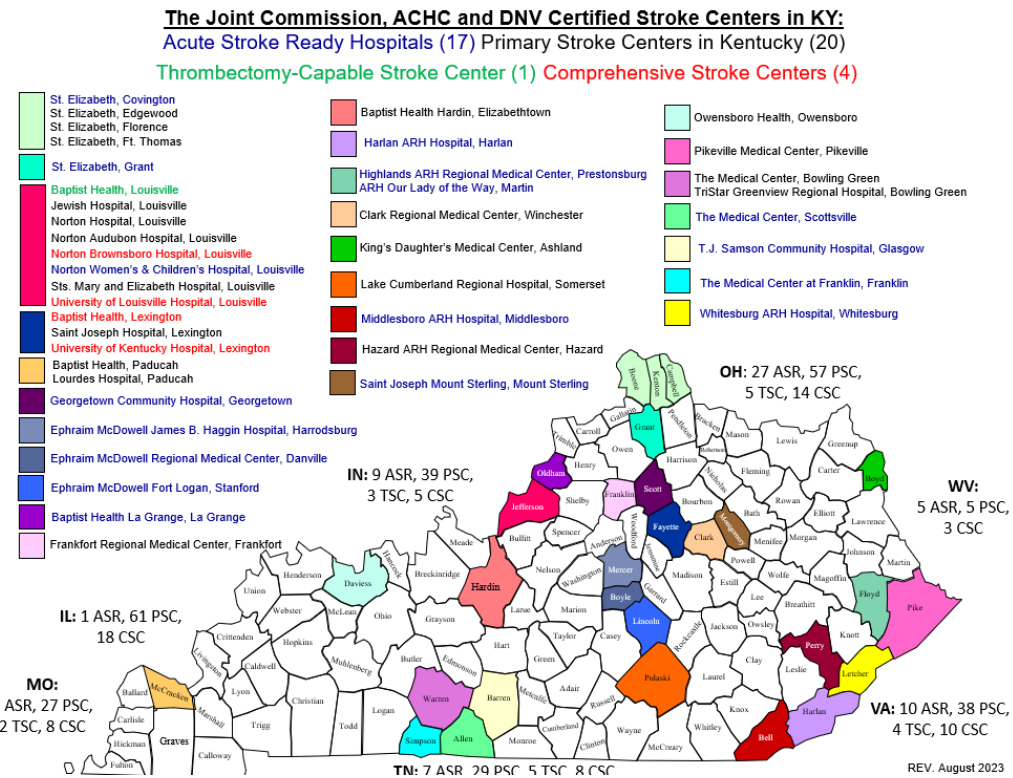 The Joint Commission, ACHC and DNV Certified Stroke Centers in KY:
Acute Stroke Ready Hospitals (17) Primary Stroke Centers in Kentucky (20)
Thrombectomy-Capable Stroke Center (1) Comprehensive Stroke Centers (4)
St. Elizabeth, Covington
St. Elizabeth, Edgewood
St. Elizabeth, Florence
St. Elizabeth, Ft. Thomas
St. Elizabeth, Grant
Baptist Health, Louisville
Jewish Hospital, Louisville
Norton Hospital, Louisville
Norton Audubon Hospital, Louisville
Norton Brownsboro Hospital, Louisville
Norton Women's & Children's Hospital, Louisville
Sts. Mary and Elizabeth Hospital, Louisville
University of Louisville Hospital, Louisville
Baptist Health, Lexington
Saint Joseph Hospital, Lexington
University of Kentucky Hospital, Lexington
Baptist Health, Paducah
Lourdes Hospital, Paducah
Georgetown Community Hospital, Georgetown
Ephraim McDowell James B. Haggin Hospital, Harrodsburg
Ephraim McDowell Regional Medical Center, Danville
Ephraim McDowell Fort Logan, Stanford
Baptist Health La Grange, La Grange
Frankfort Regional Medical Center, Frankfort
Baptist Health Hardin, Elizabethtown
Harlan ARH Hospital, Harlan
Highlands ARH Regional Medical Center, Prestonsburg
ARH Our Lady of the Way, Martin
Clark Regional Medical Center, Winchester
King's Daughter's Medical Center, Ashland
Lake Cumberland Regional Hospital, Somerset
Middlesboro ARH Hospital, Middlesboro
Hazard ARH Regional Medical Center, Hazard
Saint Joseph Mount Sterling, Mount Sterling
Owensboro Health, Owensboro
Pikeville Medical Center, Pikeville
The Medical Center, Bowling Green
TriStar Greenview Regional Hospital, Bowling Green
The Medical Center, Scottsville
T.J. Samson Community Hospital, Glasgow
The Medical Center at Franklin, Franklin
Whitesburg ARH Hospital, Whitesburg
OH: 27 ASR, 57 PSC,
5 TSC, 14 CSC
IN: 9 ASR, 39 PSC,
3 TSC, 5 CSC
WV:
5 ASR, 5 PSC,
3 CSC
IL: 1 ASR, 61 PSC,
18 CSC
MO:
ASR, 27 PSC,
2 TSC, 8 CSC
VA: 10 ASR, 38 PSC,
4 TSC, 10 CSC
TN: 7 ASR, 29 PSC, 5 TSC, 8 CSC
Boone
Kenton
Campbell
Gallatin
Grant
Pendleton
Bracken
Mason
Lewis
Greenup
Trimble
Carroll
Owen
Harrison
Robertson
Fleming
Carter
Boyd
Oldham
Henry
Franklin
Scott
Nicholas
Bourbon
Rowan
Elliott
Lawrence
Jefferson
Shelby
Woodford
Fayette
Clark
Montgomery
Bath
Menifee
Morgan
Johnson
Martin
Bullitt
Spencer
Anderson
Jessamine
Powell
Wolfe
Magoffin
Floyd
Pike
Meade
Hancock
Breckinridge
Hardin
Nelson
Washington
Mercer
Madison
Estill
Lee
Breathitt
Henderson
Daviess
Union
Webster
McLean
Ohio
Grayson
Larue
Marion
Boyle
Garrard
Lincoln
Rockcastle
Jackson
Owsley
Perry
Knott
Crittenden
Hopkins
Hart
Taylor
Casey
Green
Livingston
Caldwell
Muhlenberg
Butler
Edmonson
Pulaski
Laurel
Clay
Leslie
Letcher
Ballard
McCracken
Lyon
Christian
Logan
Warren
Barren
Metcalfe
Adair
Russell
Knox
Harlan
Carlisle
Marshall
Trigg
Todd
Simpson
Allen
Monroe
Cumberland
Clinton
Wayne
McCreary
Whitley
Bell
Hickman
Graves
Calloway
Fulton
REV. August 2023